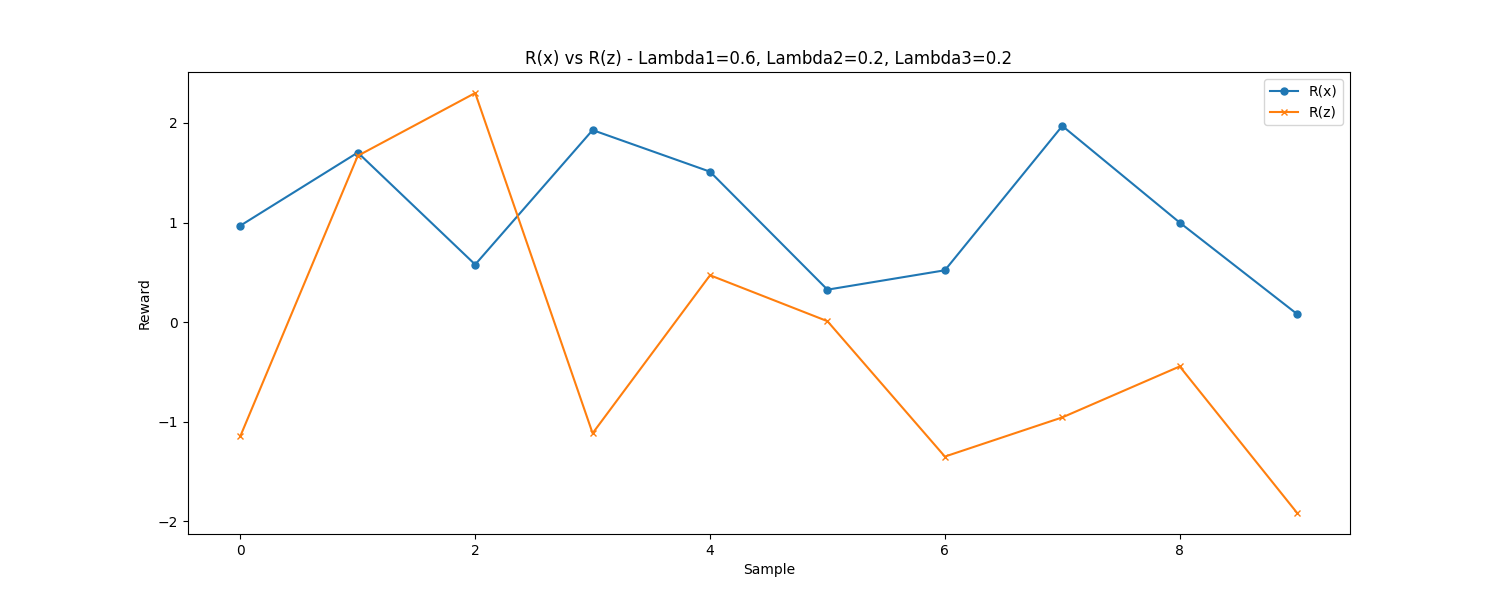 R(x) vs R(z) - Lambda1=0.6, Lambda2=0.2, Lambda3=0.2
R(x)
R(z)
Reward
2
1
0
−1
−2
0
2
4
6
8
Sample